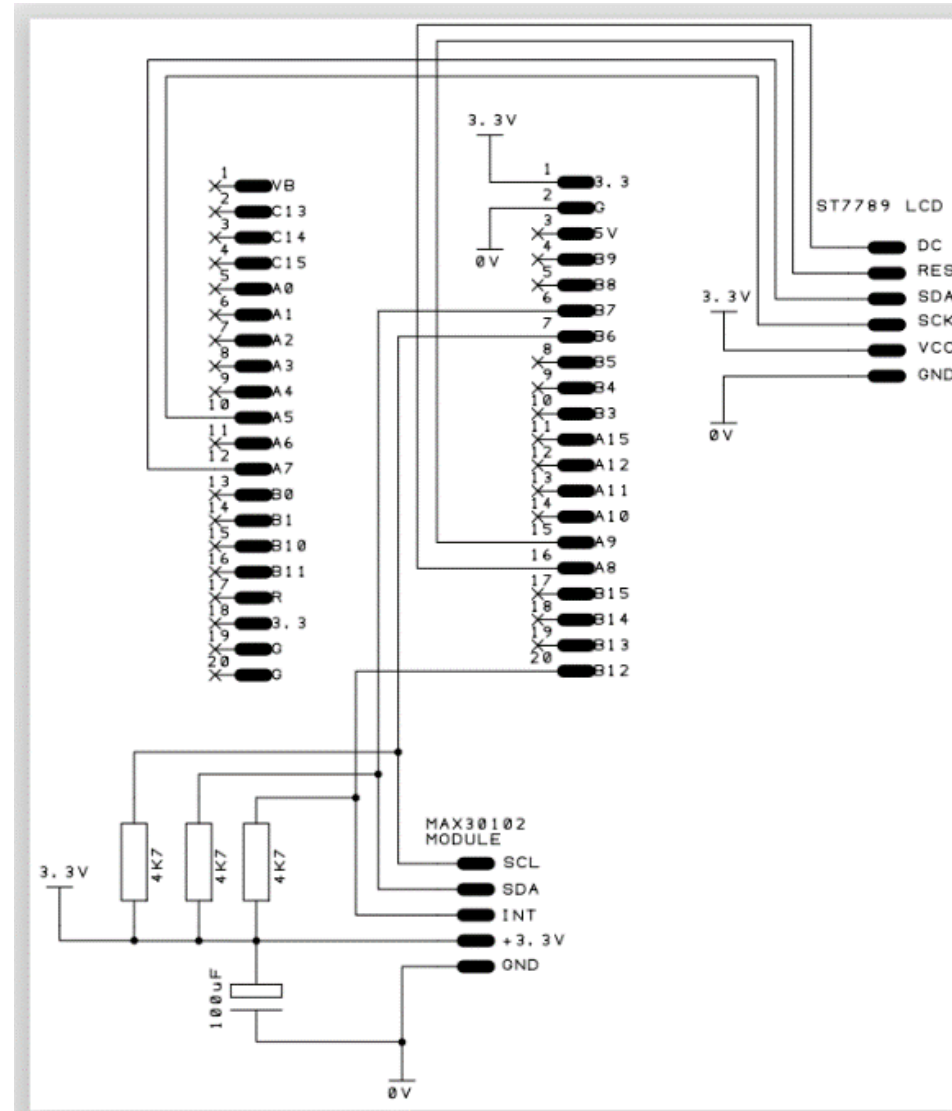 3.3V
1 VB
2 C13
3 C14
4 C15
5 A0
6 A1
7 A2
8 A3
9 A4
10 A5
11 A6
12 A7
13 B0
14 B1
15 B10
16 B11
17 R
18 3.3
19 G
20 G
1 3.3
2 G
3 5V
0V
4 B9
5 B8
6 B7
7 B6
8 B5
9 B4
10 B3
11 A15
12 A12
13 A11
14 A10
15 A9
16 A8
17 B15
18 B14
19 B13
20 B12
ST7789 LCD
DC
RES
SDA
SCK
VCC
GND
3.3V
0V
3.3V
4K7
4K7
4K7
100uF
MAX30102
MODULE
SCL
SDA
INT
+3.3V
GND
0V